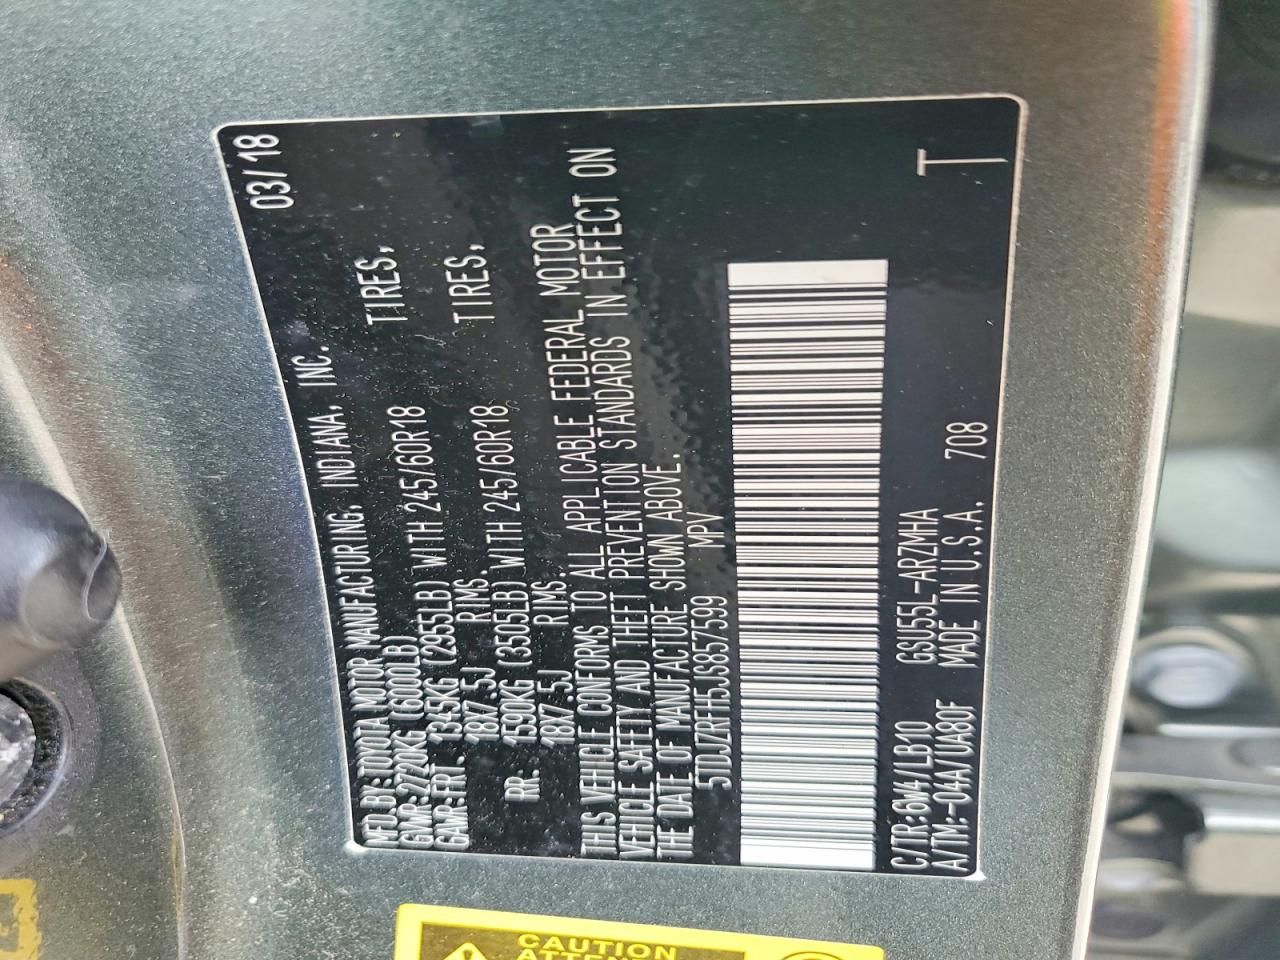 MFD.BY:TOYOTA MOTOR MANUFACTURING, INDIANA, INC. 03/18
GVWR:2720KG (6000LB)
GAWR:FRT. 1345KG (2955LB) WITH 245/60R18 TIRES,
18X7.5J RIMS.
RR. 1590KG (3505LB) WITH 245/60R18 TIRES,
18X7.5J RIMS.
THIS VEHICLE CONFORMS TO ALL APPLICABLE FEDERAL MOTOR
VEHICLE SAFETY AND THEFT PREVENTION STANDARDS IN EFFECT ON
THE DATE OF MANUFACTURE SHOWN ABOVE.
5TDJZRFH5JS857599 MPV
C/TR:6W4/LB10 GSU55L-ARZMHA
A/TM:-04A/UA80F MADE IN U.S.A. 708 T
CAUTION